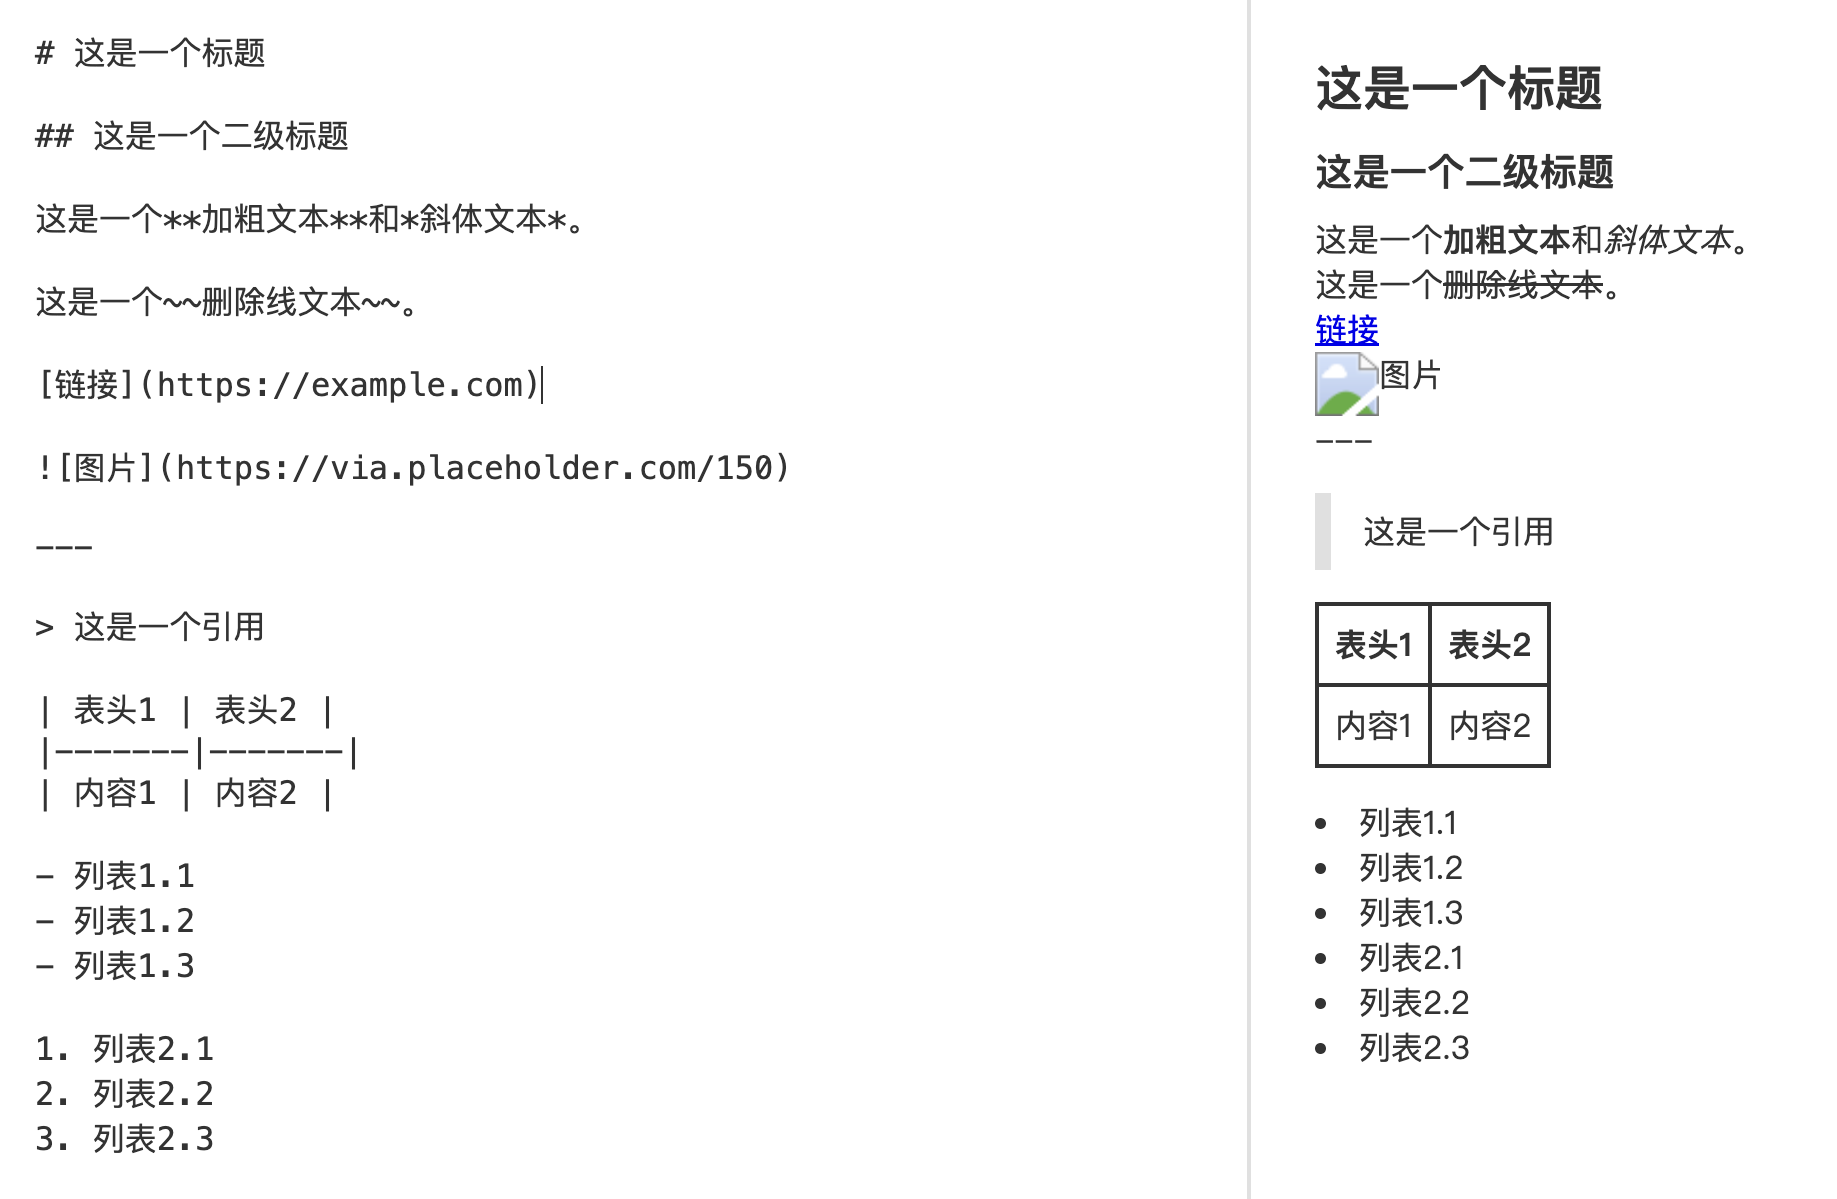 # 这是一个标题
## 这是一个二级标题
这是一个**加粗文本**和*斜体文本*。
这是一个~~删除线文本~~。
[链接](https://example.com)
![图片](https://via.placeholder.com/150)
---
> 这是一个引用
| 表头1 | 表头2 |
|-------|-------|
| 内容1 | 内容2 |
- 列表1.1
- 列表1.2
- 列表1.3
1. 列表2.1
2. 列表2.2
3. 列表2.3
这是一个标题
这是一个二级标题
这是一个加粗文本和斜体文本。
这是一个删除线文本。
链接
图片
---
这是一个引用
表头1 表头2
内容1 内容2
• 列表1.1
• 列表1.2
• 列表1.3
• 列表2.1
• 列表2.2
• 列表2.3